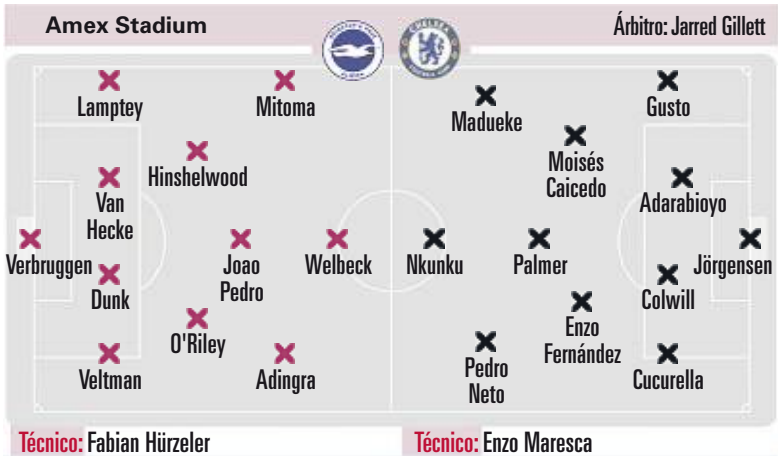 Amex Stadium
Árbitro: Jarred Gillett
Lamptey
Mitoma
Madueke
Gusto
Hinshelwood
Moisés
Caicedo
Van
Hecke
Adarabioyo
Verbruggen
Joao
Pedro
Welbeck
Nkunku
Palmer
Jörgensen
Dunk
Colwill
O'Riley
Enzo
Fernández
Veltman
Adingra
Pedro
Neto
Cucurella
Técnico: Fabian Hürzeler
Técnico: Enzo Maresca